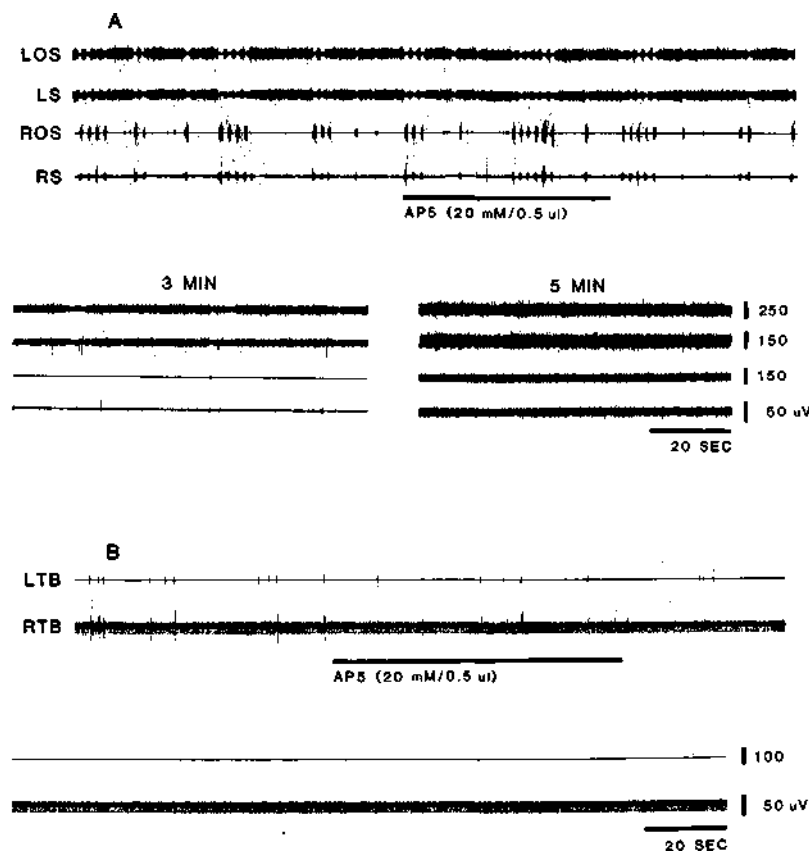 A
LOS
LS
ROS
RS
AP5 (20 mM/0.5 ul)
3 MIN
5 MIN
250
150
150
50 uV
20 SEC
B
LTB
RTB
AP5 (20 mM/0.5 ul)
100
50 uV
20 SEC